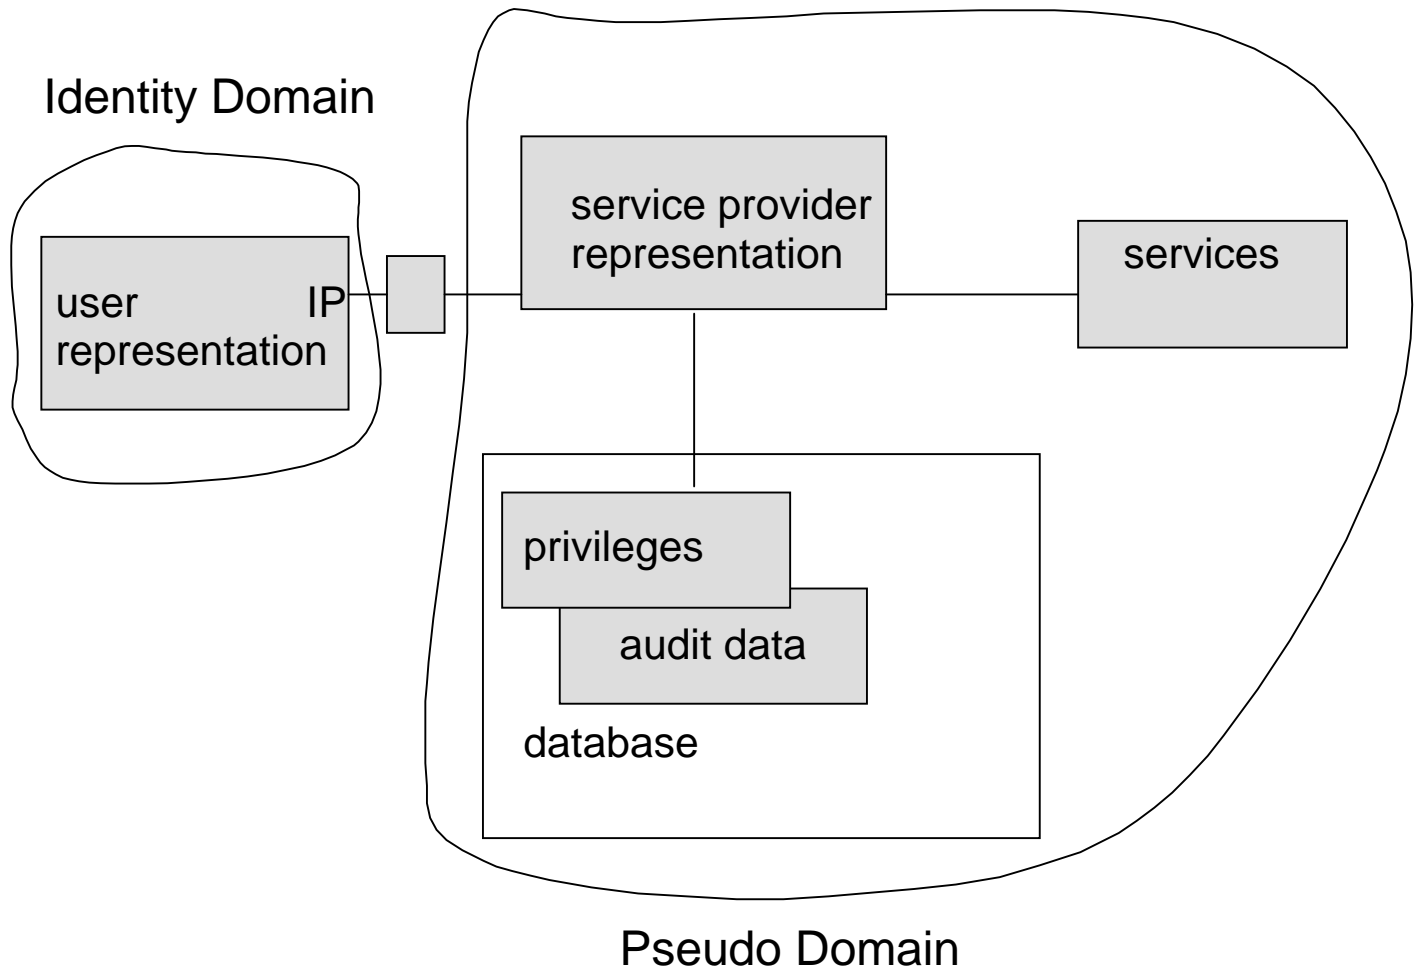 Identity Domain
service provider
representation
services
user IP
representation
privileges
audit data
database
Pseudo Domain